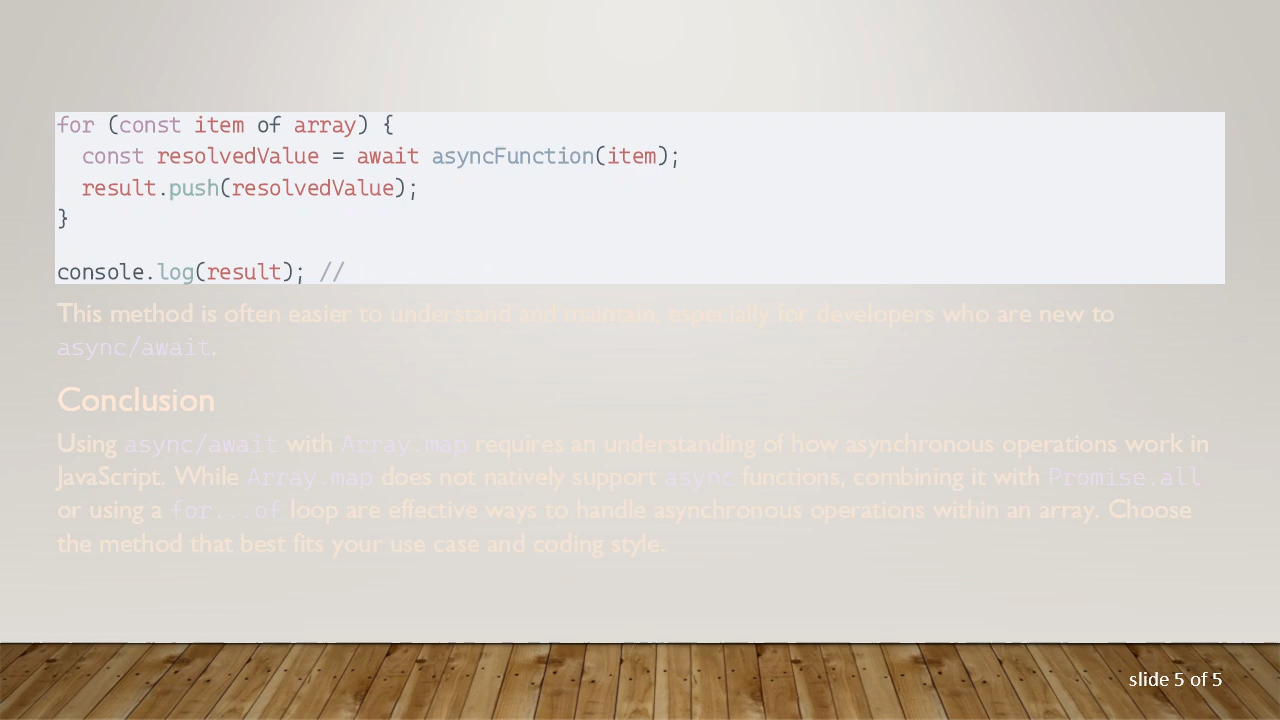 for (const item of array) {
  const resolvedValue = await asyncFunction(item);
  result.push(resolvedValue);
}
console.log(result); //
This method is often easier to understand and maintain, especially for developers who are new to
async/await.
Conclusion
Using async/await with Array.map requires an understanding of how asynchronous operations work in
JavaScript. While Array.map does not natively support async functions, combining it with Promise.all
or using a for...of loop are effective ways to handle asynchronous operations within an array. Choose
the method that best fits your use case and coding style.
slide 5 of 5